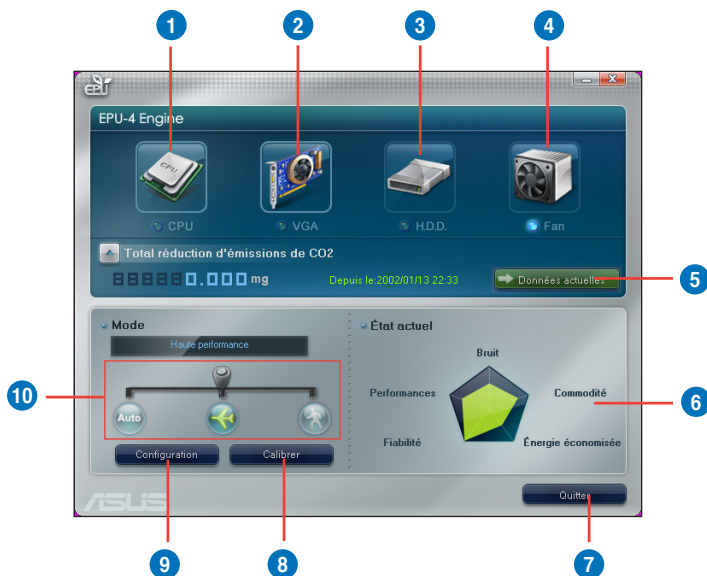 1
2
3
4
EPU
EPU-4 Engine
CPU
CPU
VGA
H.D.D.
Fan
Total réduction d'émissions de CO2
0.000 mg
Depuis le:2002/01/13 22:33
Données actuelles
5
Mode
Haute performance
Auto
Configuration
Calibrer
10
État actuel
Bruit
Performances
Commodité
Fiabilité
Énergie économisée
6
ASUS
Quitter
9
8
7